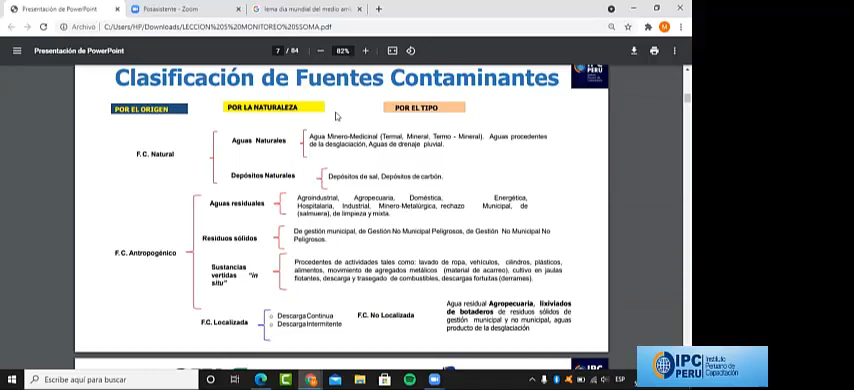 Presentación de PowerPoint
Posasistente - Zoom
lema dia mundial del medio am
Archivo
C:/Users/HP/Downloads/LECCION%205%20MONITOREO%20SSOMA.pdf
Presentación de PowerPoint
7 / 84
82%
Clasificación de Fuentes Contaminantes
PERU
POR EL ORIGEN
POR LA NATURALEZA
POR EL TIPO
F.C. Natural
Aguas Naturales
Agua Minero-Medicinal (Termal, Mineral, Termo - Mineral). Aguas procedentes
de la desglaciación, Aguas de drenaje pluvial.
Depósitos Naturales
Depósitos de sal, Depósitos de carbón.
F.C. Antropogénico
Aguas residuales
Agroindustrial, Agropecuaria, Doméstica, Energética,
Hospitalaria, Industrial, Minero-Metalúrgica, rechazo Municipal, de
(salmuera), de limpieza y mixta.
Residuos sólidos
De gestión municipal, de Gestión No Municipal Peligrosos, de Gestión No Municipal No
Peligrosos.
Sustancias
vertidas "in
situ"
Procedentes de actividades tales como: lavado de ropa, vehículos, cilindros, plásticos,
alimentos, movimiento de agregados metálicos (material de acarreo), cultivo en jaulas
flotantes, descarga y trasegado de combustibles, descargas fortuitas (derrames).
F.C. Localizada
Descarga Continua
Descarga Intermitente
F.C. No Localizada
Agua residual Agropecuaria, lixiviados
de botaderos de residuos sólidos de
gestión municipal y no municipal, aguas
producto de la desglaciación
IPC
Escribe aquí para buscar
ESP
IPC
PERU
Instituto
Peruano de
Capacitación